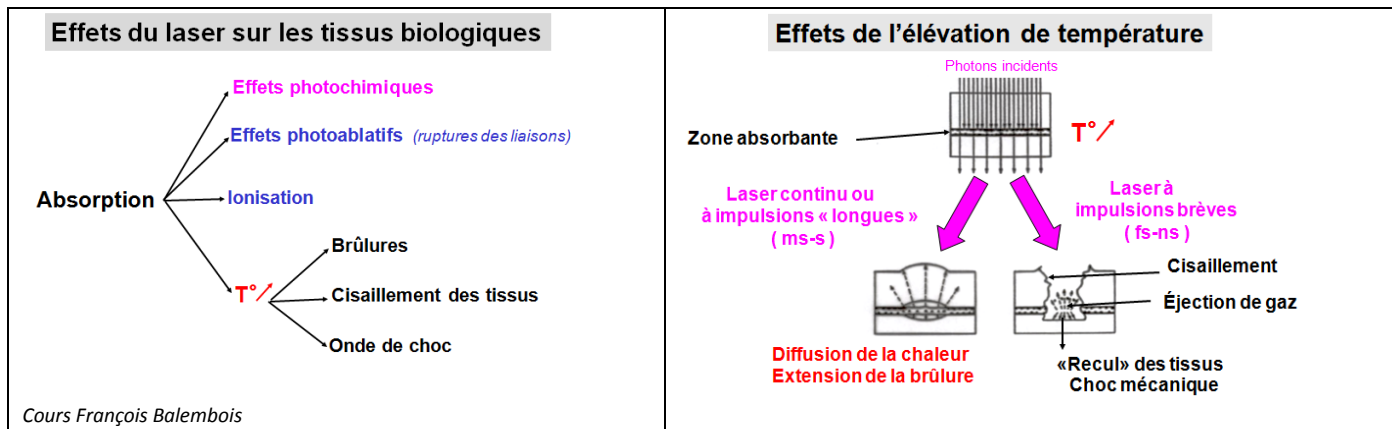 Effets du laser sur les tissus biologiques
Effets photochimiques
Effets photoablatifs (ruptures des liaisons)
Absorption
Ionisation
Brûlures
T°
Cisaillement des tissus
Onde de choc
Cours François Balembois
Effets de l'élévation de température
Photons incidents
Zone absorbante
T°
Laser continu ou
à impulsions « longues »
( ms-s )
Laser à
impulsions brèves
( fs-ns )
Cisaillement
Éjection de gaz
Diffusion de la chaleur
Extension de la brûlure
«Recul» des tissus
Choc mécanique